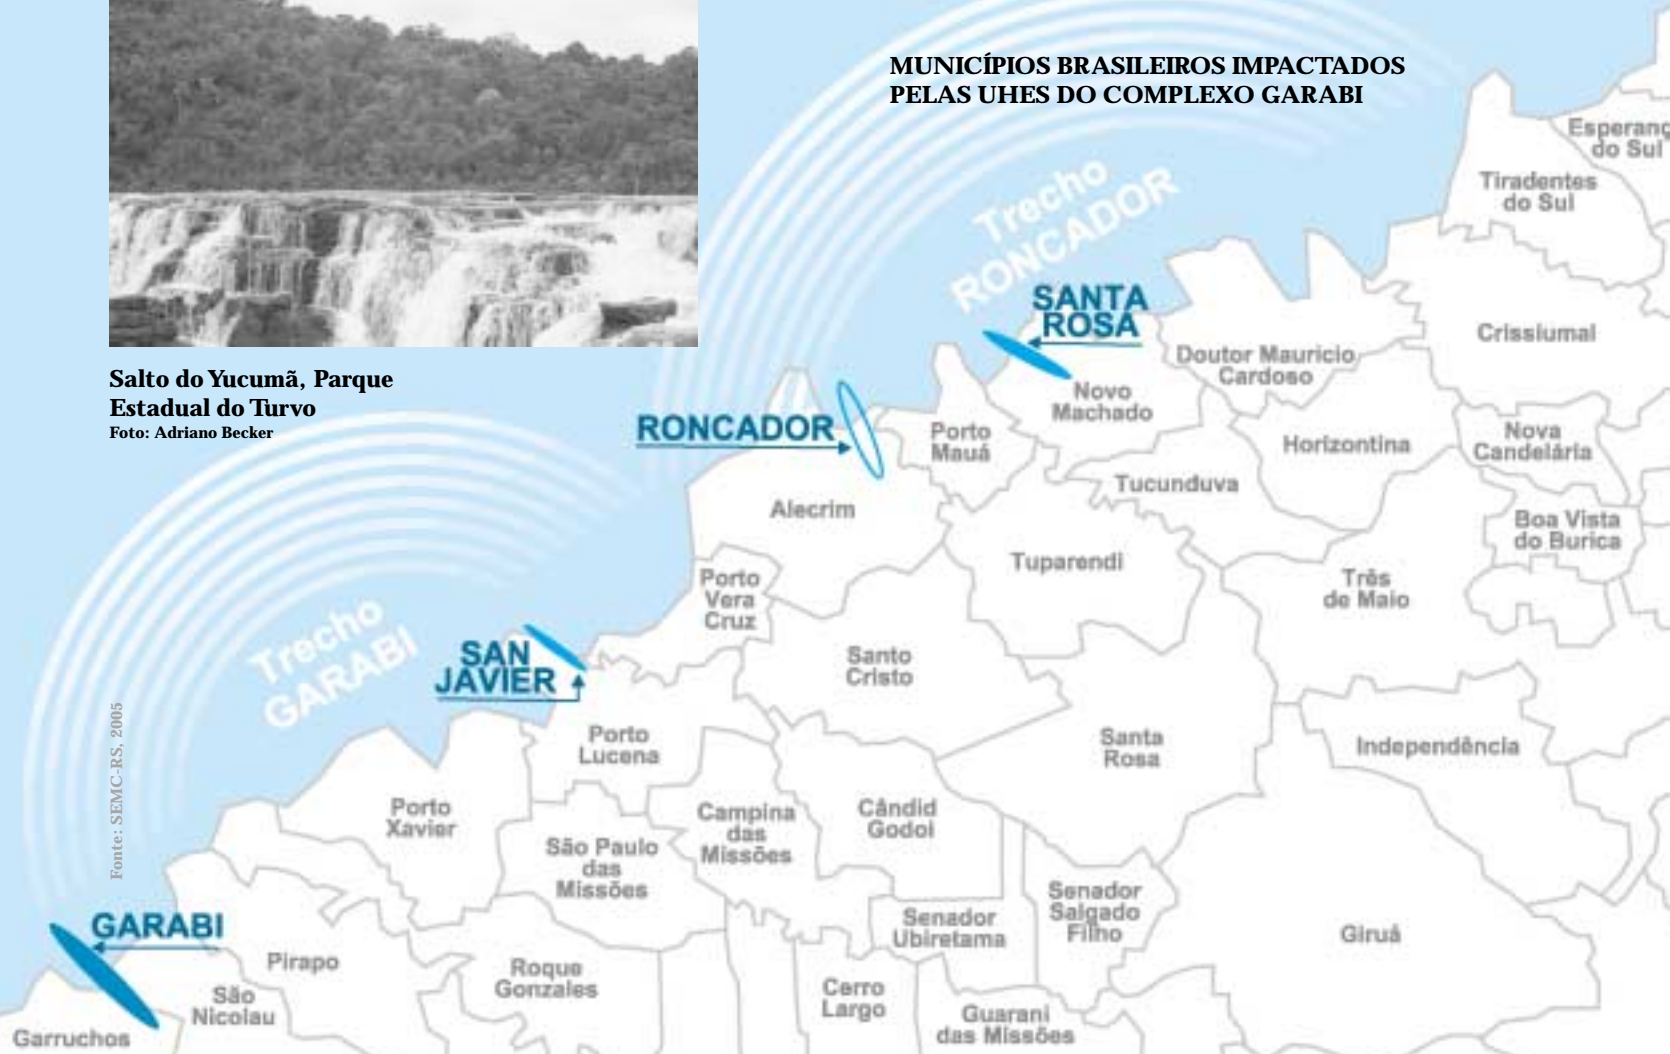 MUNICÍPIOS BRASILEIROS IMPACTADOS
PELAS UHES DO COMPLEXO GARABI
Salto do Yucumã, Parque
Estadual do Turvo
Foto: Adriano Becker
Trecho
RONCADOR
SANTA
ROSA
RONCADOR
Trecho
GARABI
SAN
JAVIER
GARABI
Fonte: SEMC-RS, 2005
Esperanç
do Sul
Tiradentes
do Sul
Crissiumal
Doutor Mauricio
Cardoso
Novo
Machado
Porto
Mauá
Horizontina
Nova
Candelária
Tucunduva
Alecrim
Boa Vista
do Burica
Tuparendi
Três
de Maio
Porto
Vera
Cruz
Santo
Cristo
Porto
Lucena
Santa
Rosa
Independência
Porto
Xavier
Campina
das
Missões
Cândid
Godoi
São Paulo
das
Missões
Senador
Salgado
Filho
Senador
Ubiretama
Giruá
Pirapo
Roque
Gonzales
São
Nicolau
Cerro
Largo
Guarani
das Missões
Garruchos